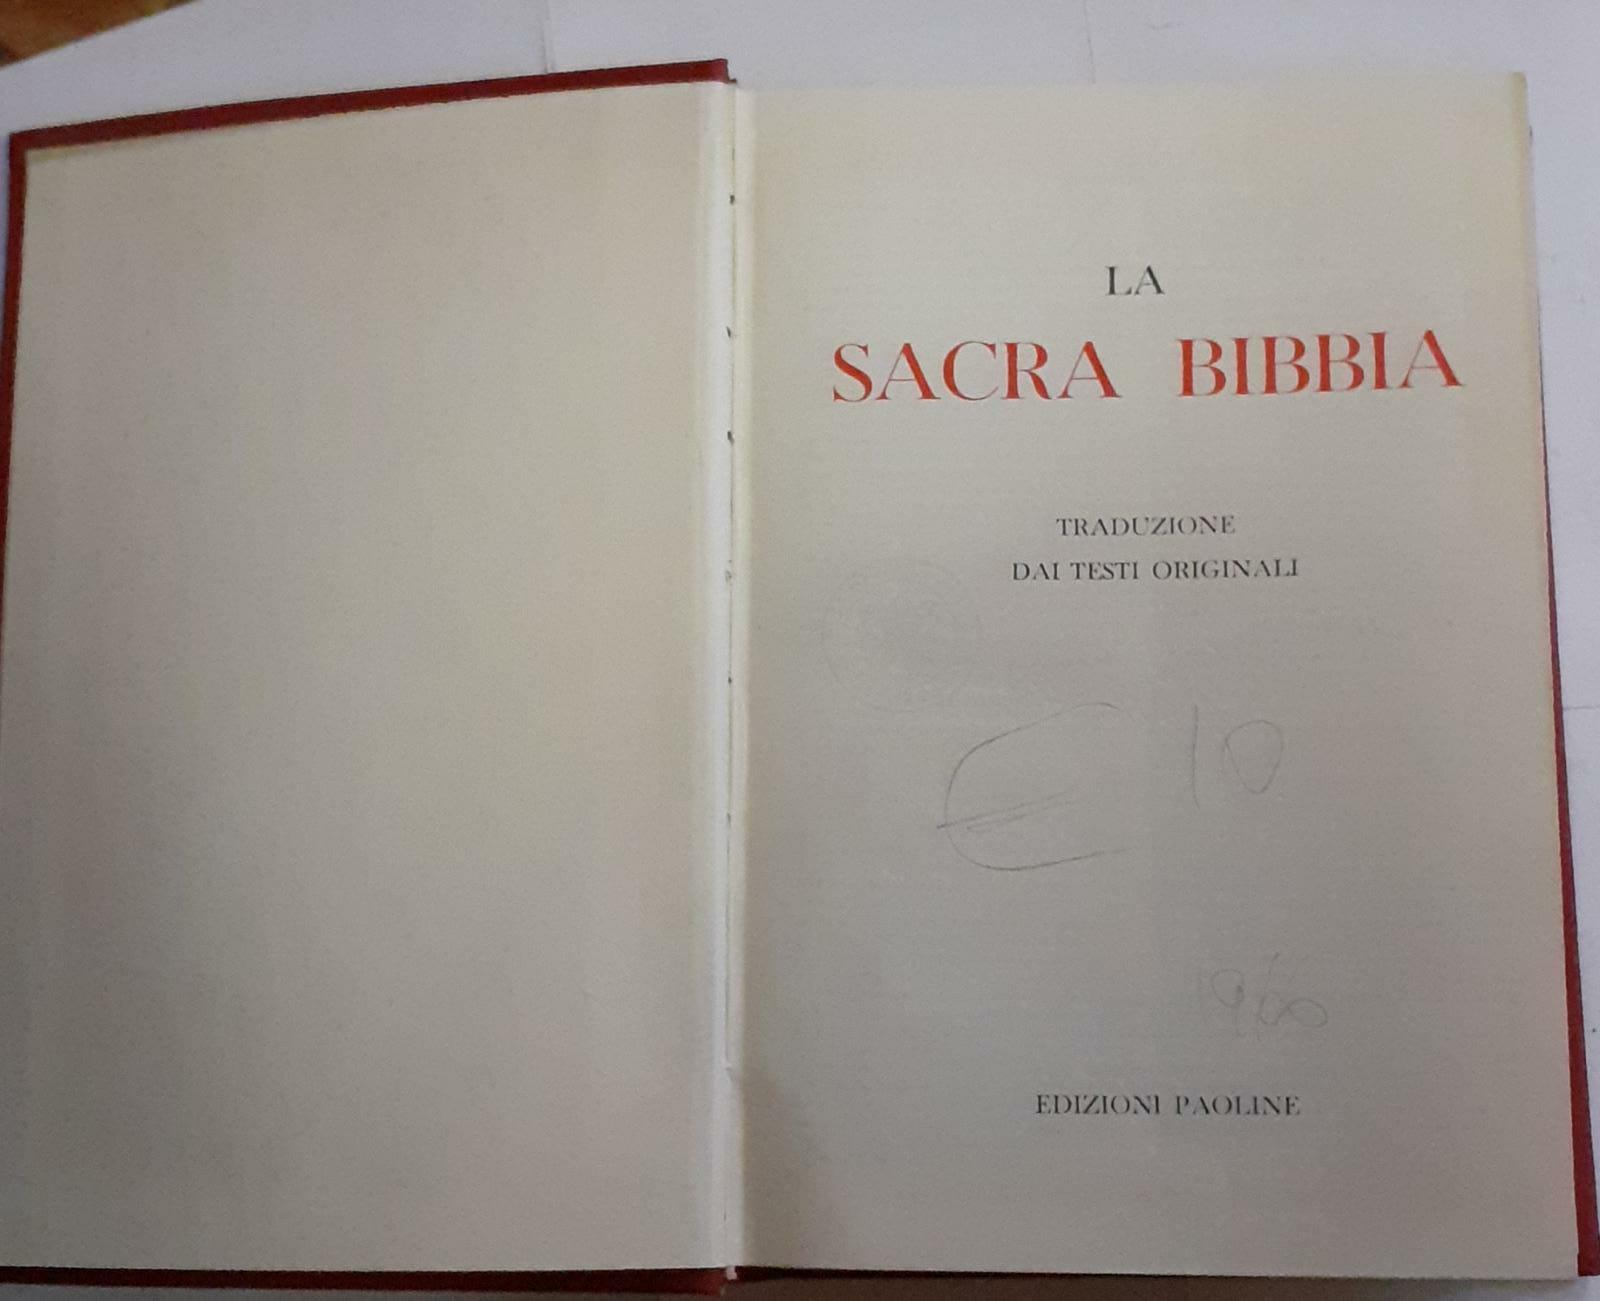 LA
SACRA BIBBIA
TRADUZIONE
DAI TESTI ORIGINALI
€ 10
1960
EDIZIONI PAOLINE